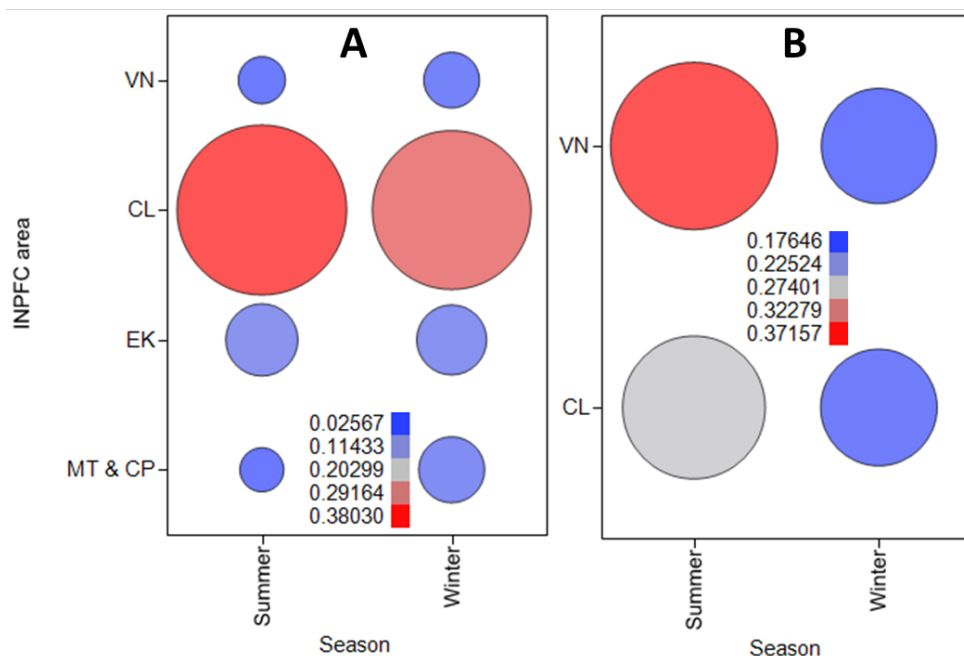 A
INPFC area
VN
CL
EK
MT & CP
0.02567
0.11433
0.20299
0.29164
0.38030
Summer
Winter
Season
B
VN
CL
0.17646
0.22524
0.27401
0.32279
0.37157
Summer
Winter
Season